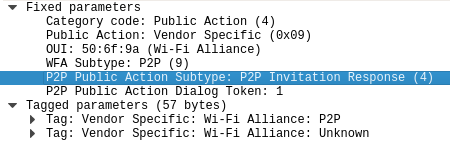 Fixed parameters
Category code: Public Action (4)
Public Action: Vendor Specific (0x09)
OUI: 50:6f:9a (Wi-Fi Alliance)
WFA Subtype: P2P (9)
P2P Public Action Subtype: P2P Invitation Response (4)
P2P Public Action Dialog Token: 1
Tagged parameters (57 bytes)
Tag: Vendor Specific: Wi-Fi Alliance: P2P
Tag: Vendor Specific: Wi-Fi Alliance: Unknown